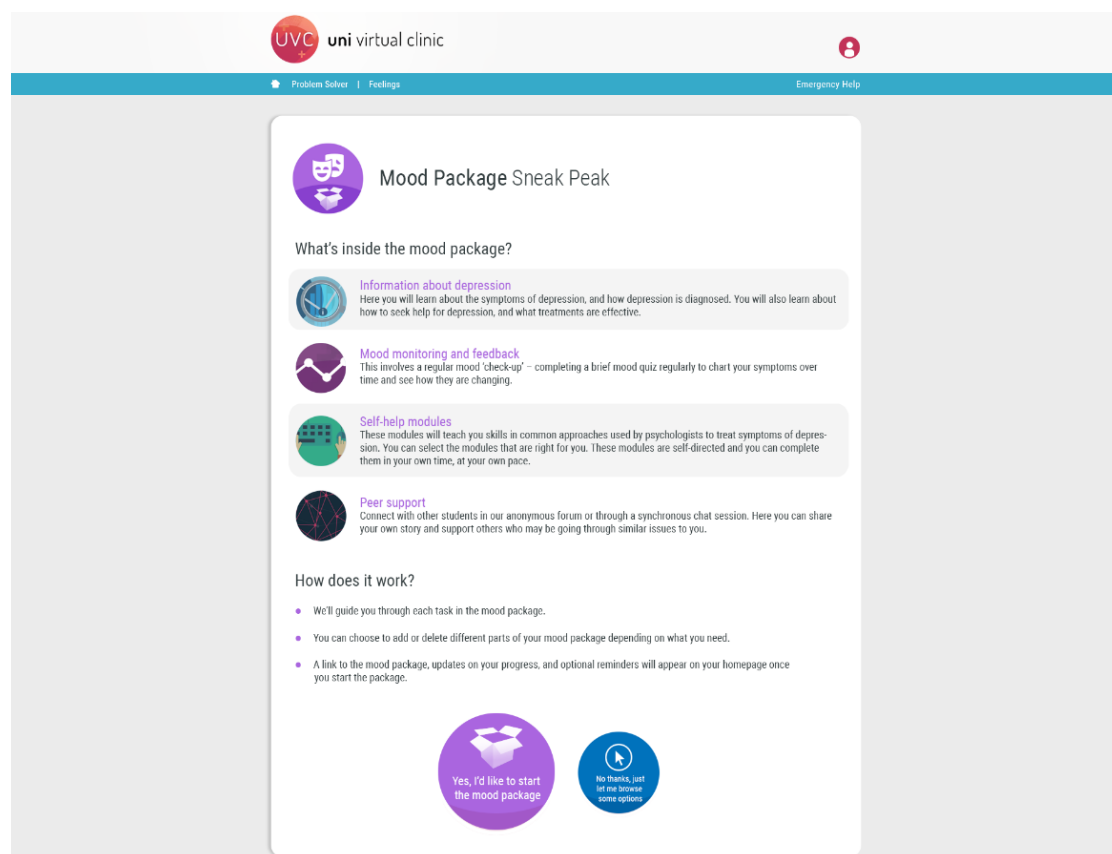 UVC
uni virtual clinic
Problem Solver | Feelings
Emergency Help
Mood Package Sneak Peak
What's inside the mood package?
Information about depression
Here you will learn about the symptoms of depression, and how depression is diagnosed. You will also learn about
how to seek help for depression, and what treatments are effective.
Mood monitoring and feedback
This involves a regular mood 'check-up' – completing a brief mood quiz regularly to chart your symptoms over
time and see how they are changing.
Self-help modules
These modules will teach you skills in common approaches used by psychologists to treat symptoms of depres-
sion. You can select the modules that are right for you. These modules are self-directed and you can complete
them in your own time, at your own pace.
Peer support
Connect with other students in our anonymous forum or through a synchronous chat session. Here you can share
your own story and support others who may be going through similar issues to you.
How does it work?
• We'll guide you through each task in the mood package.
• You can choose to add or delete different parts of your mood package depending on what you need.
• A link to the mood package, updates on your progress, and optional reminders will appear on your homepage once
you start the package.
Yes, I'd like to start
the mood package
No thanks, just
let me browse
some options